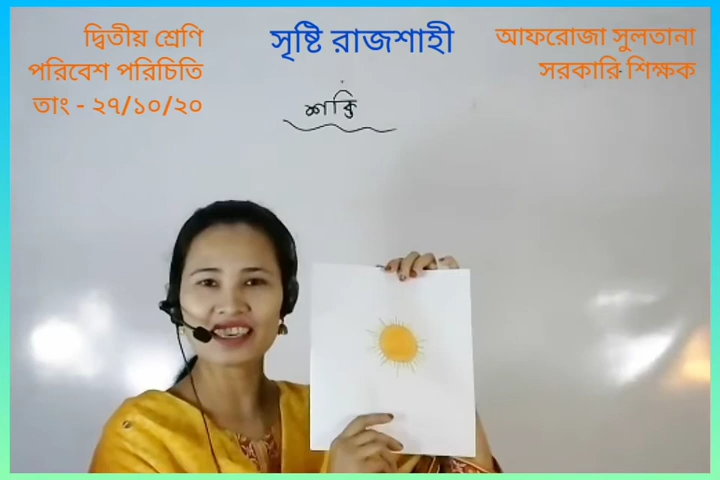 দ্বিতীয় শ্রেণি
পরিবেশ পরিচিতি
তাং - ২৭/১০/২০
সৃষ্টি রাজশাহী
আফরোজা সুলতানা
সরকারি শিক্ষক
শক্তি